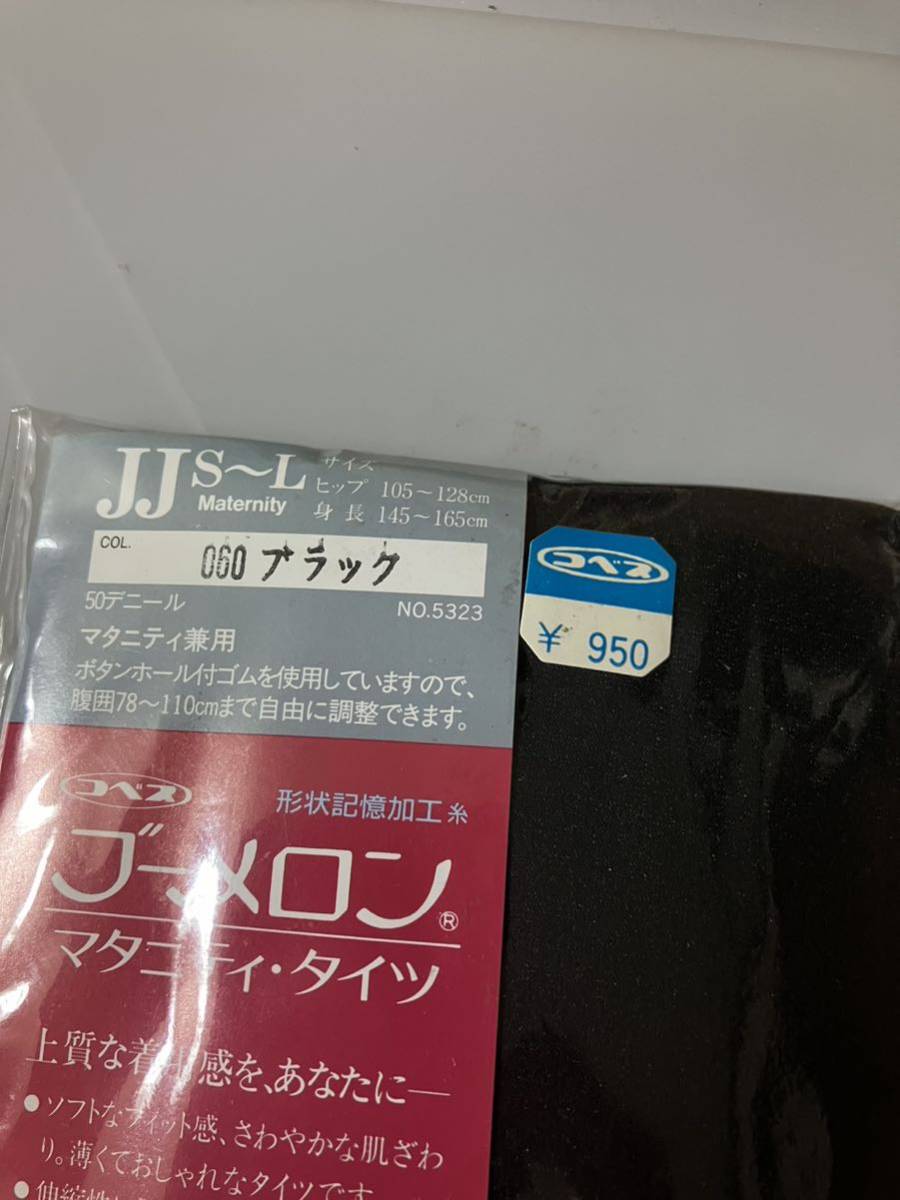 JJ S〜L
Maternity
サイズ
ヒップ 105〜128cm
身長 145〜165cm
COL.
060 ブラック
50デニール
NO.5323
マタニティ兼用
ボタンホール付ゴムを使用していますので、
腹囲78〜110cmまで自由に調整できます。
コベス
¥ 950
コベス
形状記憶加工糸
ゴーメロン®
マタニティ・タイツ
上質な着用感を、あなたに—
●ソフトなフィット感、さわやかな肌ざわ
り。薄くておしゃれなタイツです。
●伸縮性